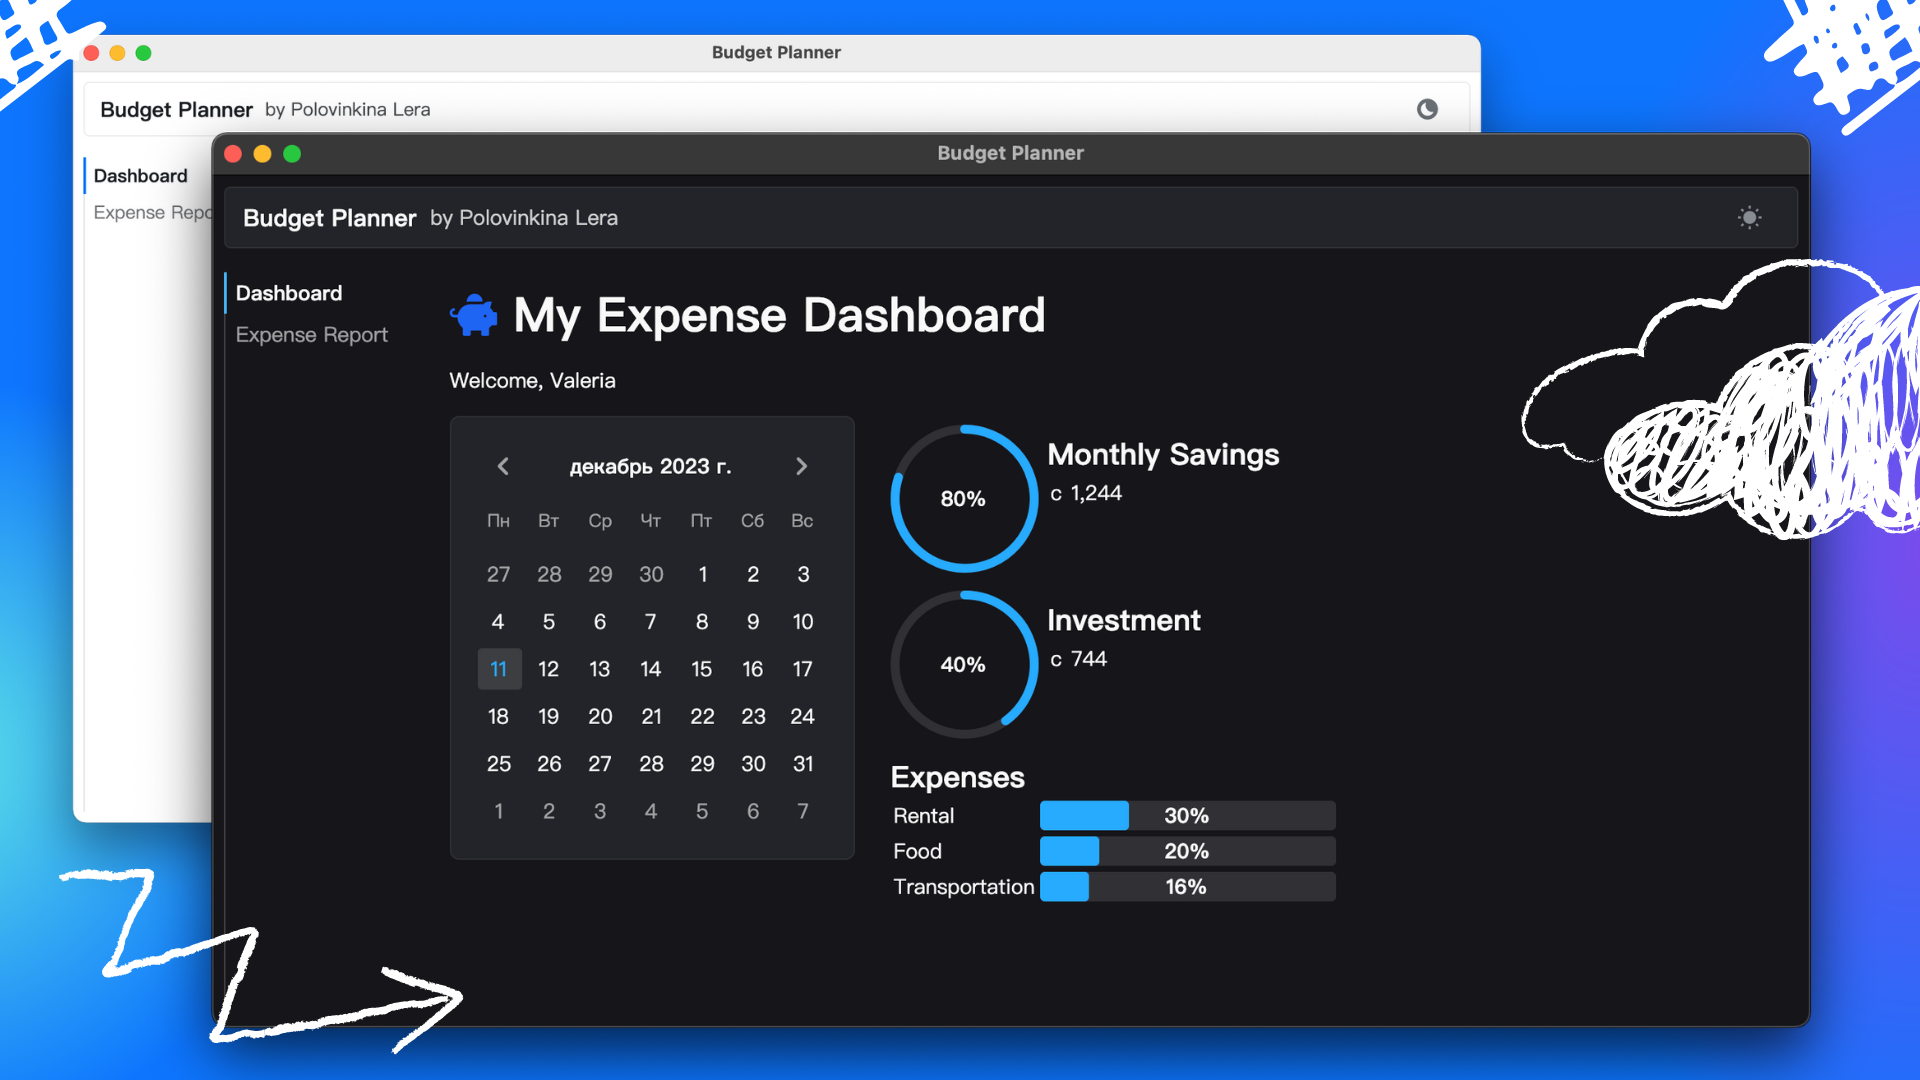 Budget Planner
Budget Planner by Polovinkina Lera
Dashboard
Expense Repo
Budget Planner
Budget Planner by Polovinkina Lera
Dashboard
Expense Report
My Expense Dashboard
Welcome, Valeria
декабрь 2023 г.
Пн Вт Ср Чт Пт Сб Вс
27 28 29 30 1 2 3
4 5 6 7 8 9 10
11 12 13 14 15 16 17
18 19 20 21 22 23 24
25 26 27 28 29 30 31
1 2 3 4 5 6 7
80%
Monthly Savings
с 1,244
40%
Investment
с 744
Expenses
Rental 30%
Food 20%
Transportation 16%